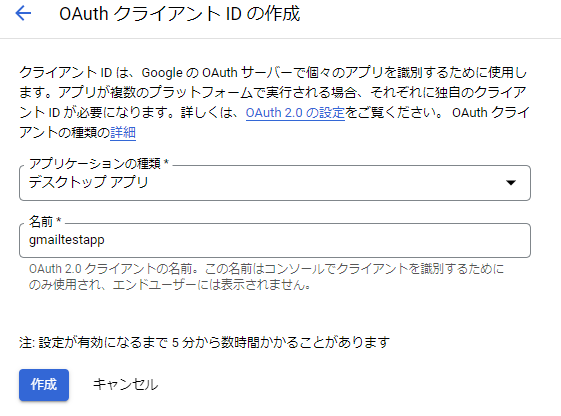 OAuth クライアント ID の作成
クライアント ID は、Google の OAuth サーバーで個々のアプリを識別するために使用し
ます。アプリが複数のプラットフォームで実行される場合、それぞれに独自のクライア
ント ID が必要になります。詳しくは、OAuth 2.0 の設定をご覧ください。 OAuth クライ
アントの種類の詳細
アプリケーションの種類 *
デスクトップ アプリ
名前 *
gmailtestapp
OAuth 2.0 クライアントの名前。この名前はコンソールでクライアントを識別するために
のみ使用され、エンドユーザーには表示されません。
注: 設定が有効になるまで 5 分から数時間かかることがあります
作成 キャンセル